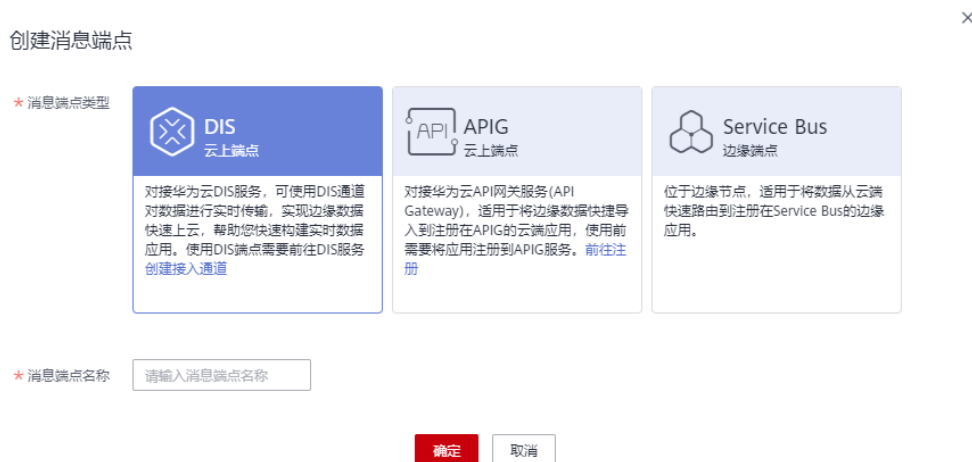 创建消息端点
* 消息端点类型
DIS
云上端点
对接华为云DIS服务，可使用DIS通道
对数据进行实时传输，实现边缘数据
快速上云，帮助您快速构建实时数据
应用。使用DIS端点需要前往DIS服务
创建接入通道
API
APIG
云上端点
对接华为云API网关服务(API
Gateway)，适用于将边缘数据快捷导
入到注册在APIG的云端应用，使用前
需要将应用注册到APIG服务。前往注
册
Service Bus
边缘端点
位于边缘节点，适用于将数据从云端
快速路由到注册在Service Bus的边缘
应用。
* 消息端点名称
请输入消息端点名称
确定
取消